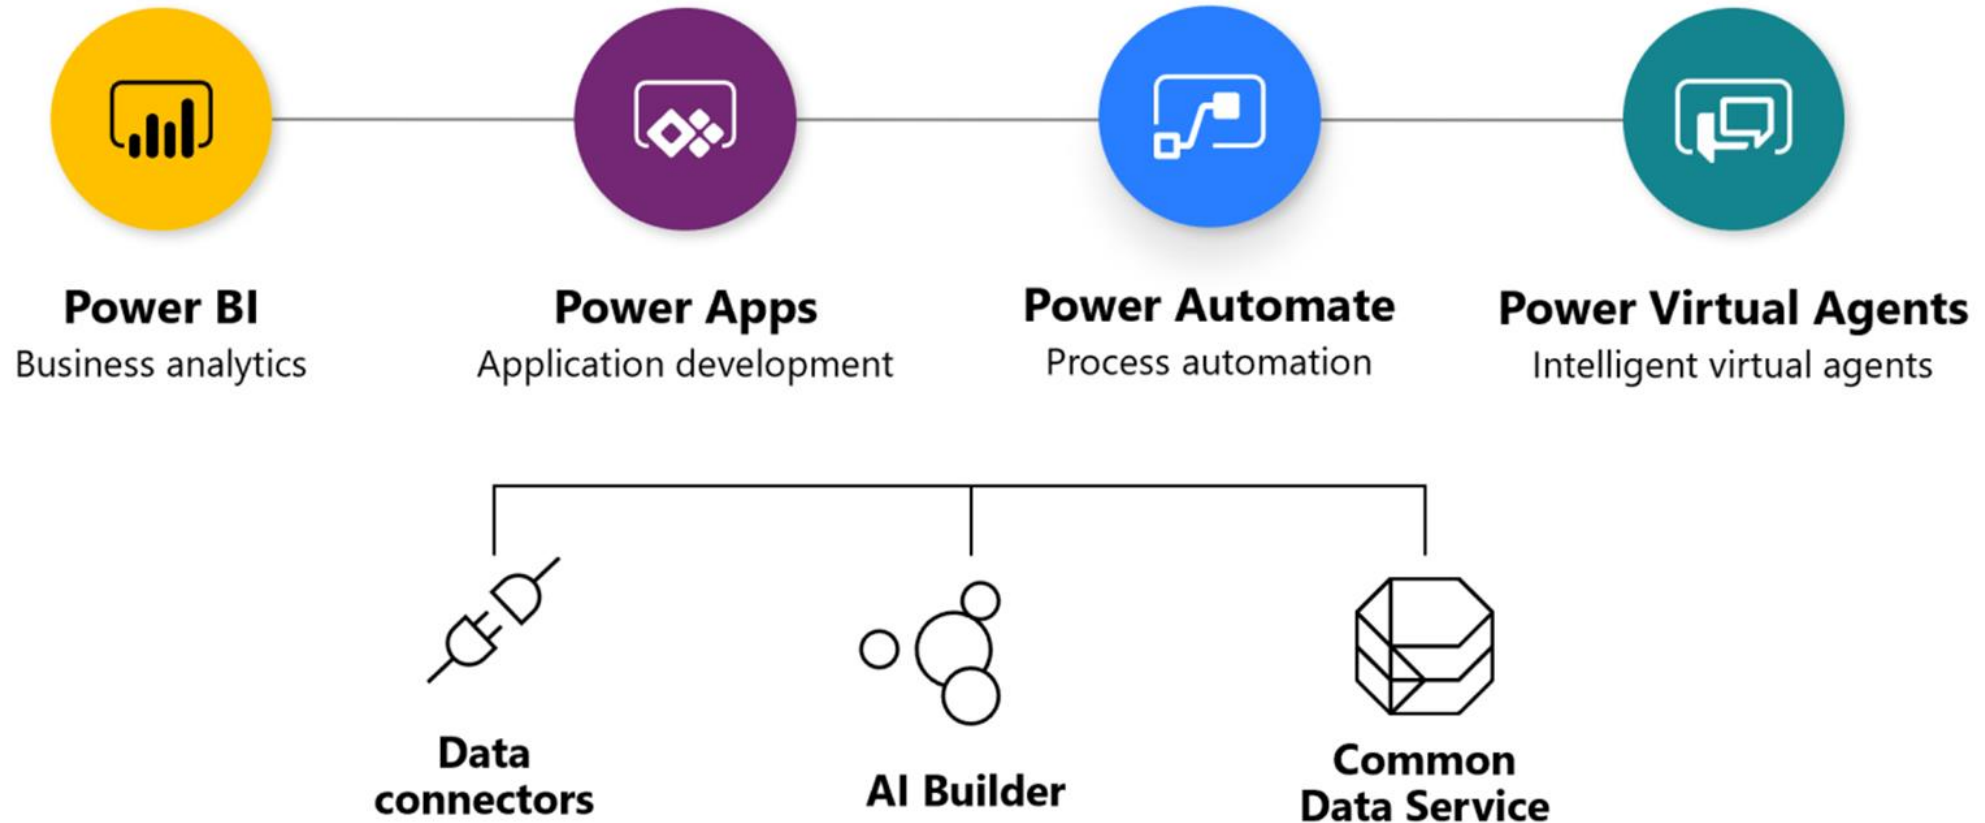 Power BI
Business analytics
Power Apps
Application development
Power Automate
Process automation
Power Virtual Agents
Intelligent virtual agents
Data
connectors
AI Builder
Common
Data Service